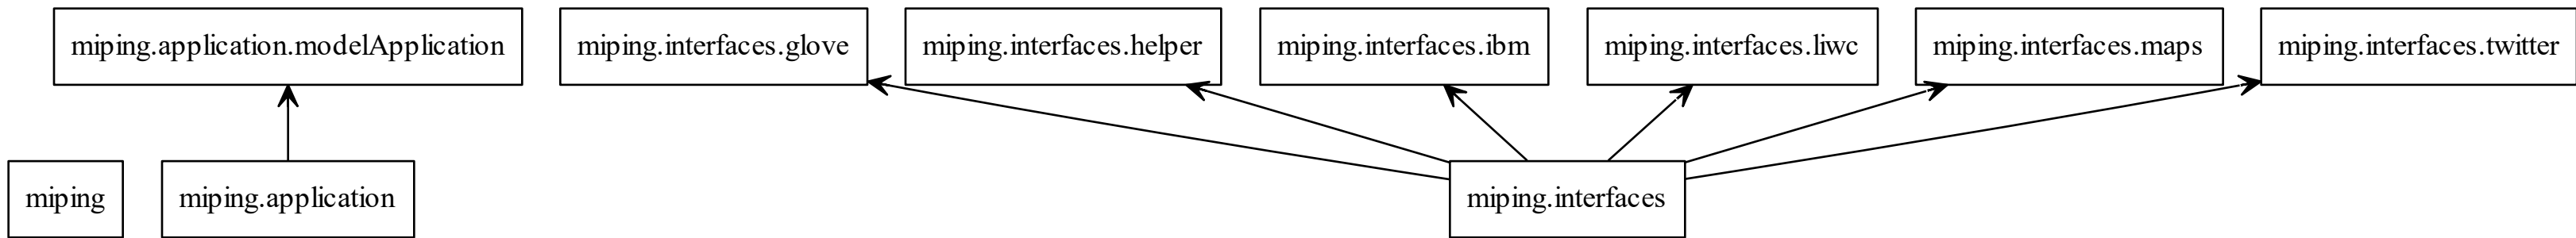 miping.application.modelApplication
miping.interfaces.glove
miping.interfaces.helper
miping.interfaces.ibm
miping.interfaces.liwc
miping.interfaces.maps
miping.interfaces.twitter
miping
miping.application
miping.interfaces